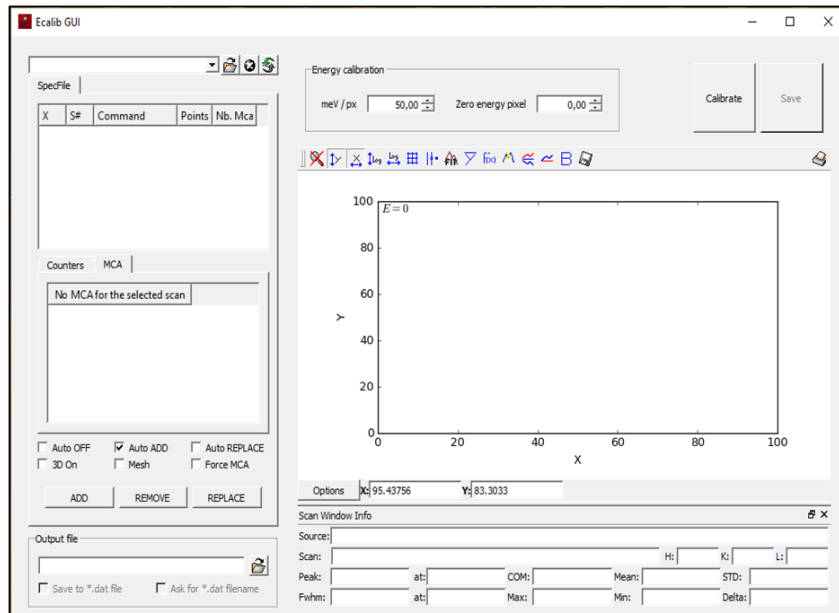 Ecalib GUI
SpecFile
X S# Command Points Nb. Mca
Counters MCA
No MCA for the selected scan
Auto OFF Auto ADD Auto REPLACE
3D On Mesh Force MCA
ADD REMOVE REPLACE
Output file
Save to *.dat file Ask for *.dat filename
Energy calibration
meV / px 50,00 Zero energy pixel 0,00
Calibrate Save
y X Log Log Fit f(x) B
E=0
100
80
60
40
20
0
Y
0 20 40 60 80 100
X
Options X: 95.43756 Y: 83.3033
Scan Window Info
Source:
Scan: H: K: L:
Peak: at: COM: Mean: STD:
Fwhm: at: Max: Min: Delta: